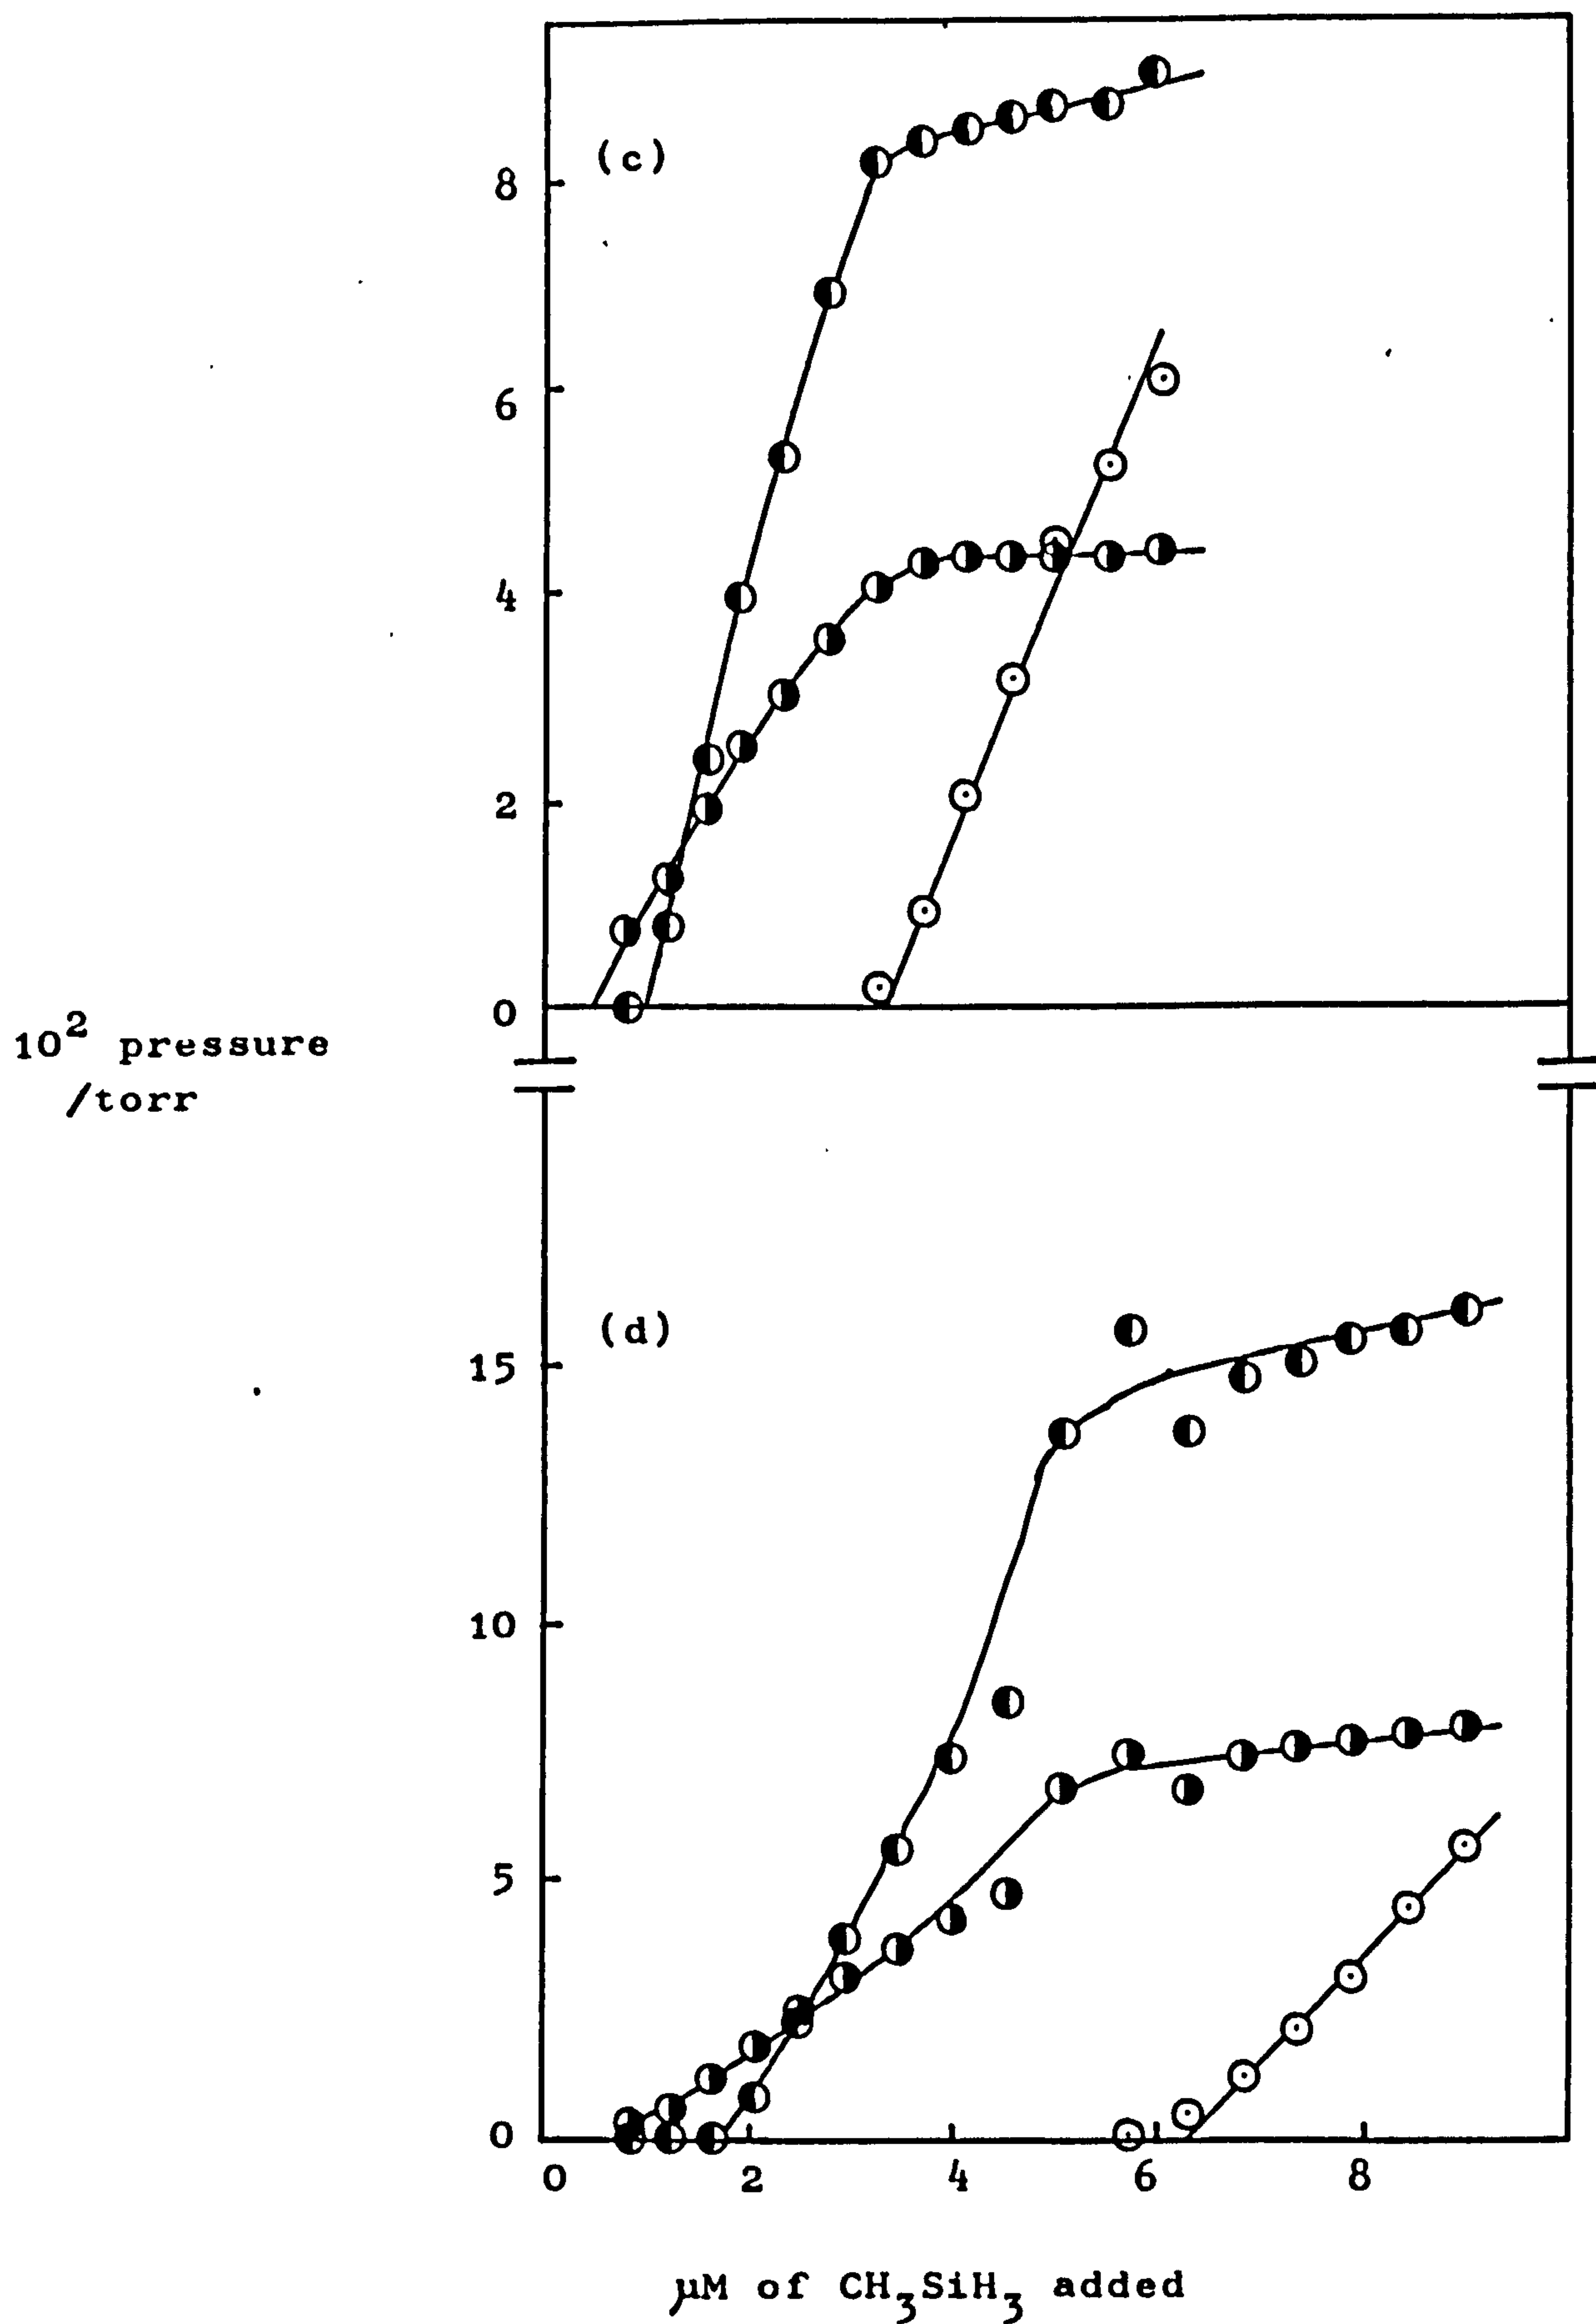 (c)
8
6
4
2
0
10² pressure
/torr
(d)
15
10
5
0
0 2 4 6 8
µM of CH₃SiH₃ added